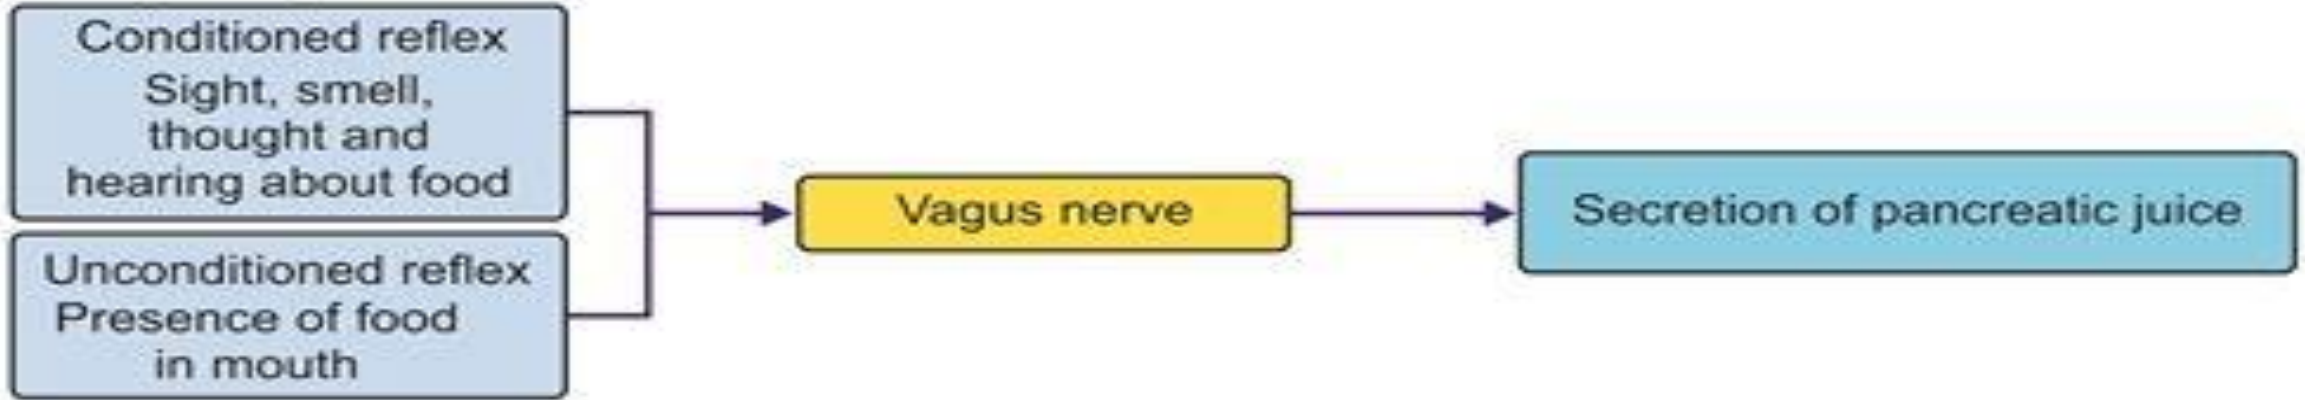 Conditioned reflex
Sight, smell,
thought and
hearing about food
Unconditioned reflex
Presence of food
in mouth
Vagus nerve
Secretion of pancreatic juice